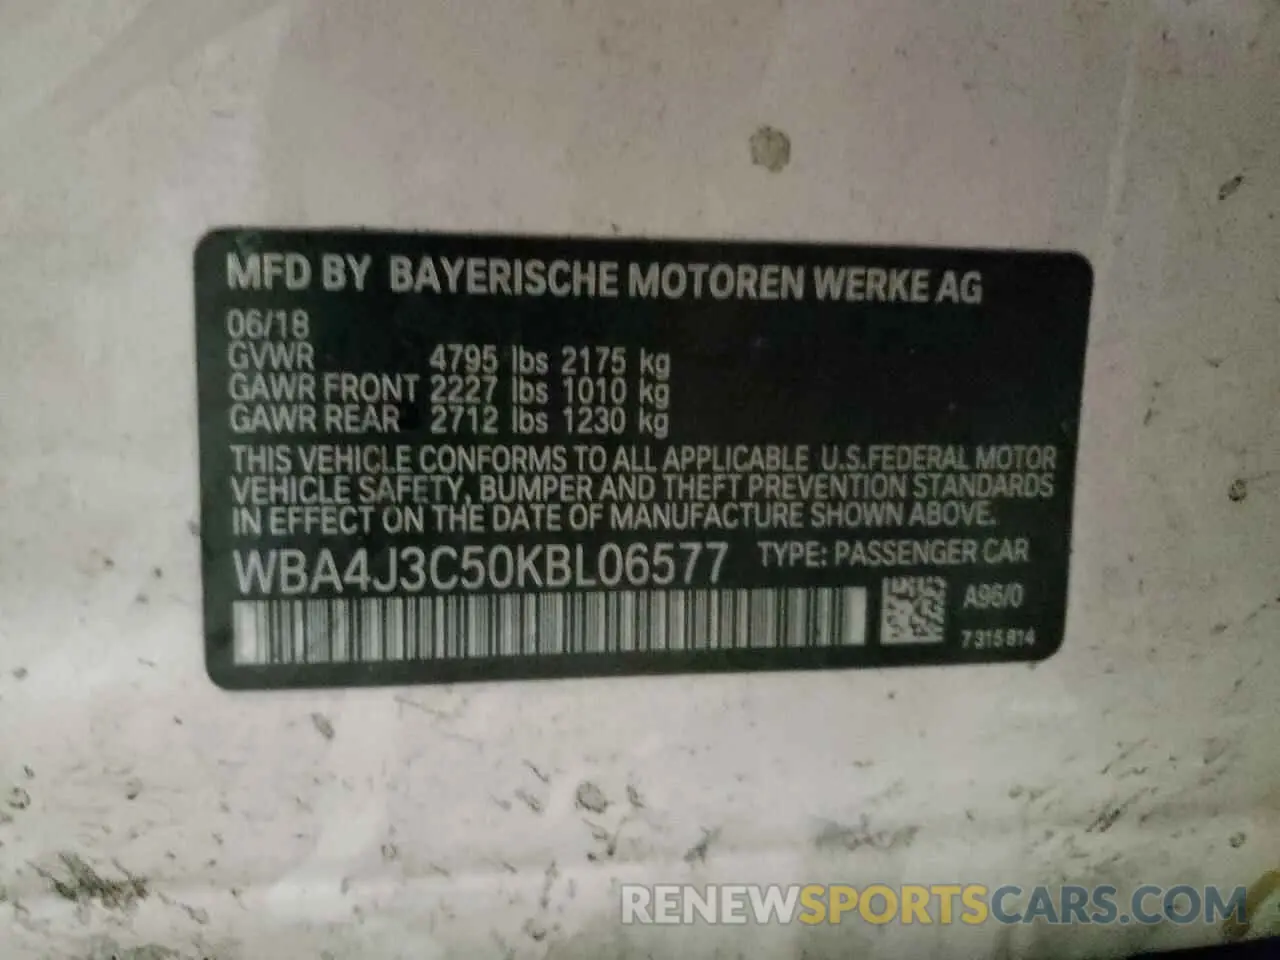 MFD BY BAYERISCHE MOTOREN WERKE AG
06/18
GVWR 4795 lbs 2175 kg
GAWR FRONT 2227 lbs 1010 kg
GAWR REAR 2712 lbs 1230 kg
THIS VEHICLE CONFORMS TO ALL APPLICABLE U.S.FEDERAL MOTOR
VEHICLE SAFETY, BUMPER AND THEFT PREVENTION STANDARDS
IN EFFECT ON THE DATE OF MANUFACTURE SHOWN ABOVE.
WBA4J3C50KBL06577 TYPE: PASSENGER CAR
A96/0
7 315 814
RENEWSPORTSCARS.COM